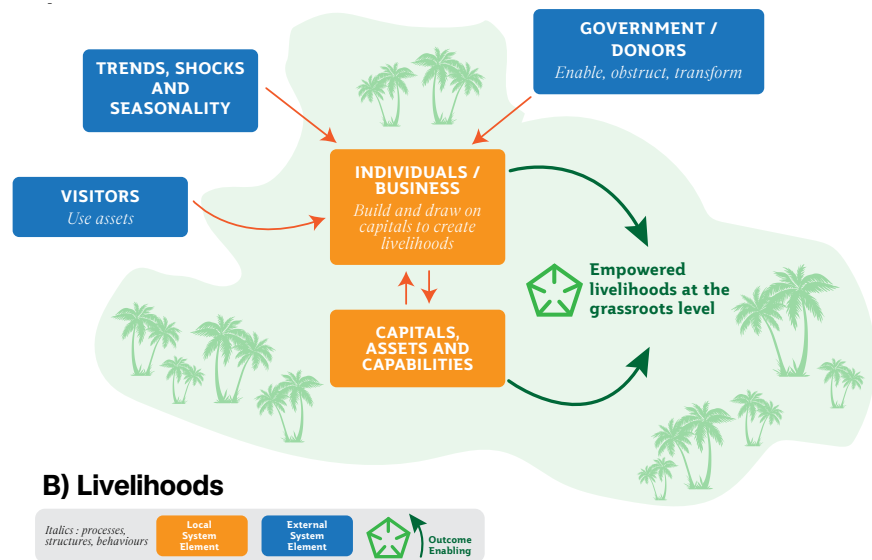 TRENDS, SHOCKS
AND
SEASONALITY
GOVERNMENT /
DONORS
Enable, obstruct, transform
VISITORS
Use assets
INDIVIDUALS /
BUSINESS
Build and draw on
capitals to create
livelihoods
CAPITALS,
ASSETS AND
CAPABILITIES
Empowered
livelihoods at the
grassroots level
B) Livelihoods
Italics : processes,
structures, behaviours
Local
System
Element
External
System
Element
Outcome
Enabling